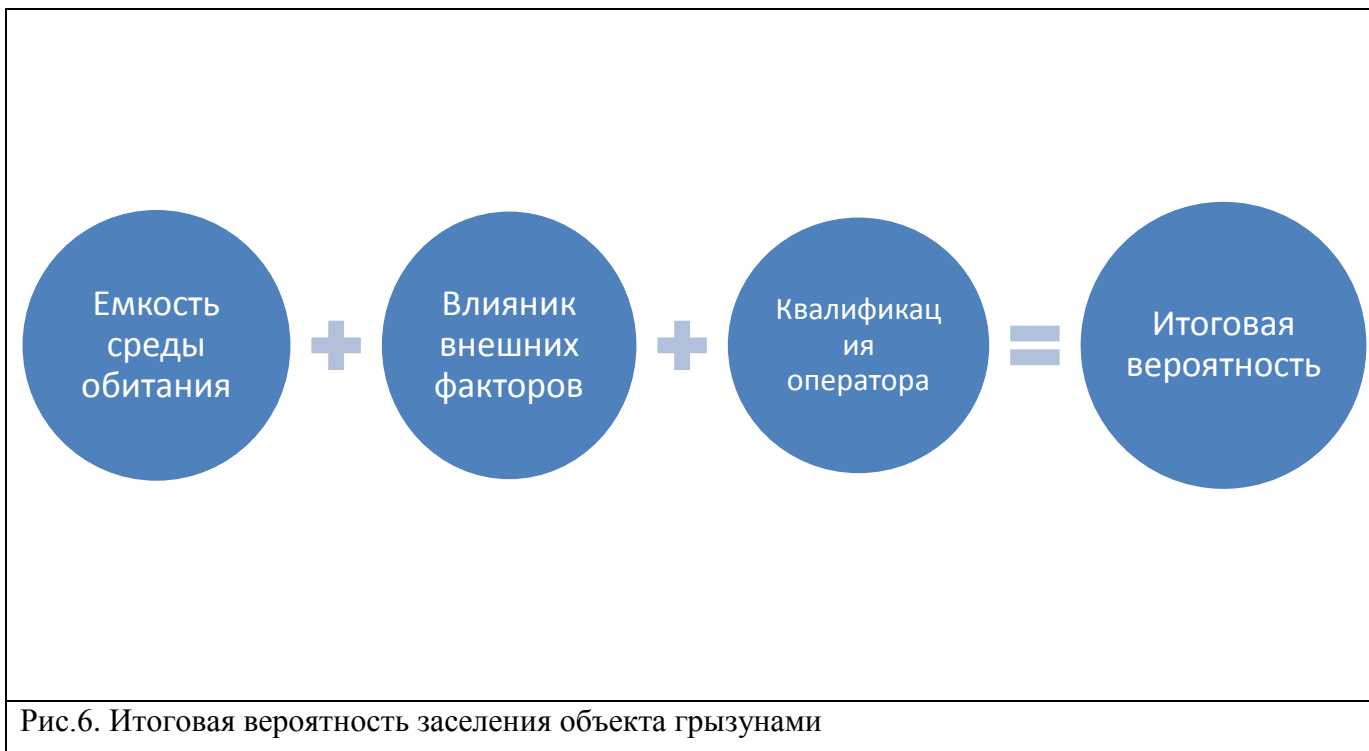 Емкость
среды
обитания
Влияник
внешних
факторов
Квалификац
ия
оператора
Итоговая
вероятность
Рис.6. Итоговая вероятность заселения объекта грызунами